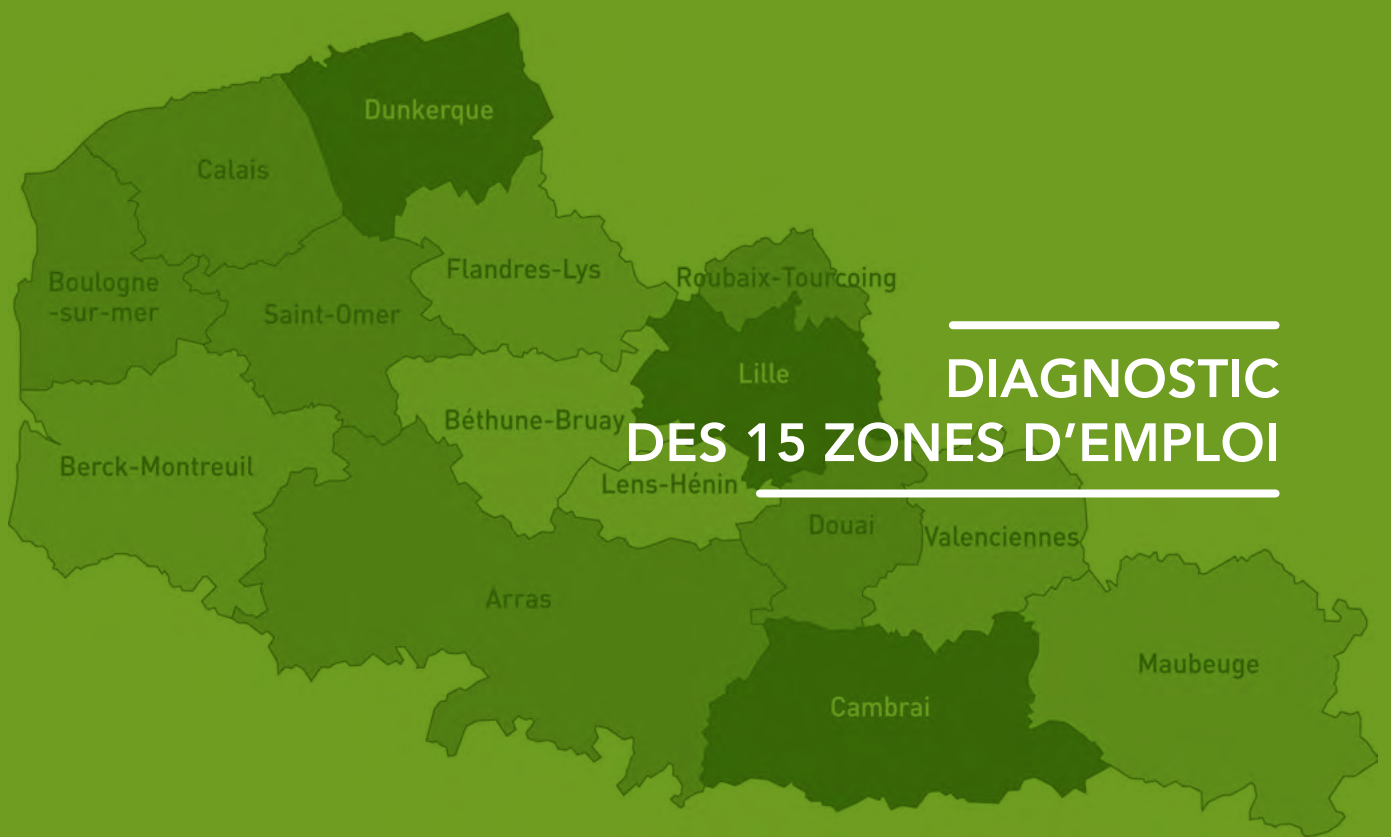 Dunkerque
Calais
Flandres-Lys
Roubaix-Tourcoing
Boulogne
-sur-mer
Saint-Omer
Lille
DIAGNOSTIC
DES 15 ZONES D’EMPLOI
Béthune-Bruay
Berck-Montreuil
Lens-Hénin
Douai
Valenciennes
Arras
Maubeuge
Cambrai